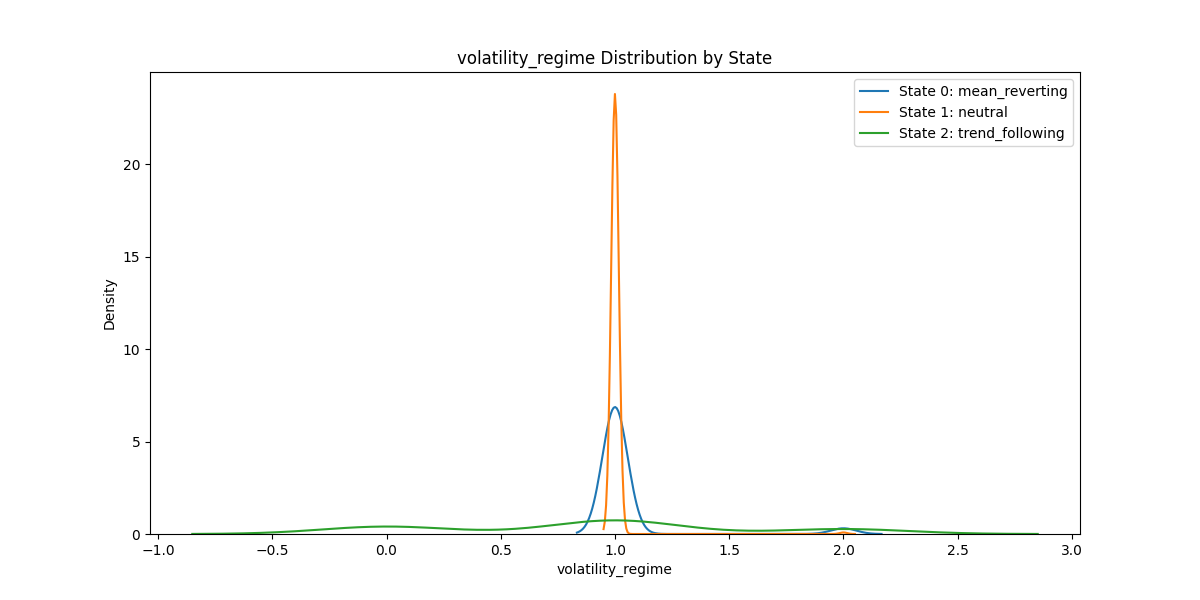 volatility_regime Distribution by State
State 0: mean_reverting
State 1: neutral
State 2: trend_following
Density
20
15
10
5
0
−1.0 −0.5 0.0 0.5 1.0 1.5 2.0 2.5 3.0
volatility_regime